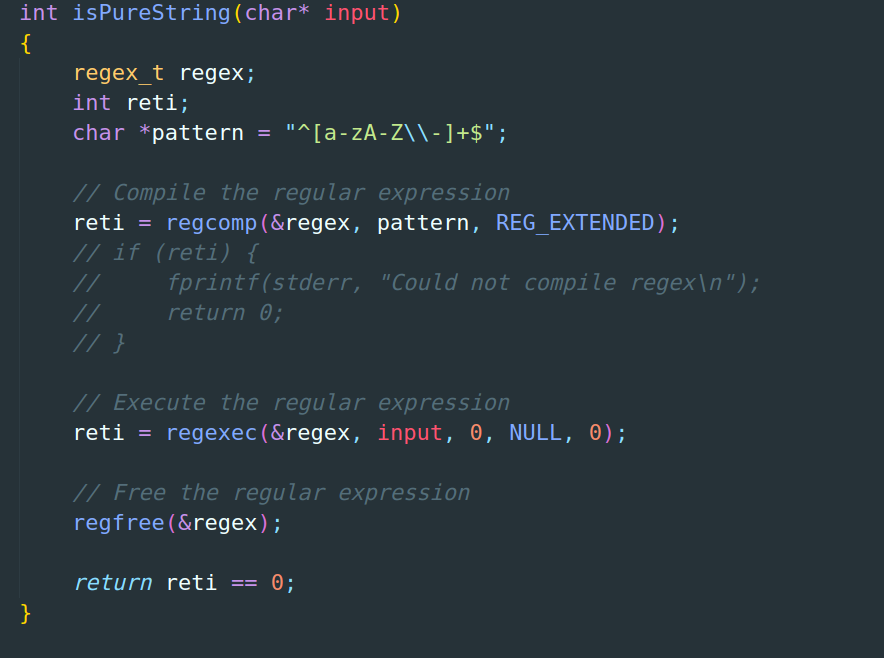 int isPureString(char* input)
{
    regex_t regex;
    int reti;
    char *pattern = "^[a-zA-Z\\-]+$";

    // Compile the regular expression
    reti = regcomp(&regex, pattern, REG_EXTENDED);
    // if (reti) {
    //     fprintf(stderr, "Could not compile regex\n");
    //     return 0;
    // }

    // Execute the regular expression
    reti = regexec(&regex, input, 0, NULL, 0);

    // Free the regular expression
    regfree(&regex);

    return reti == 0;
}